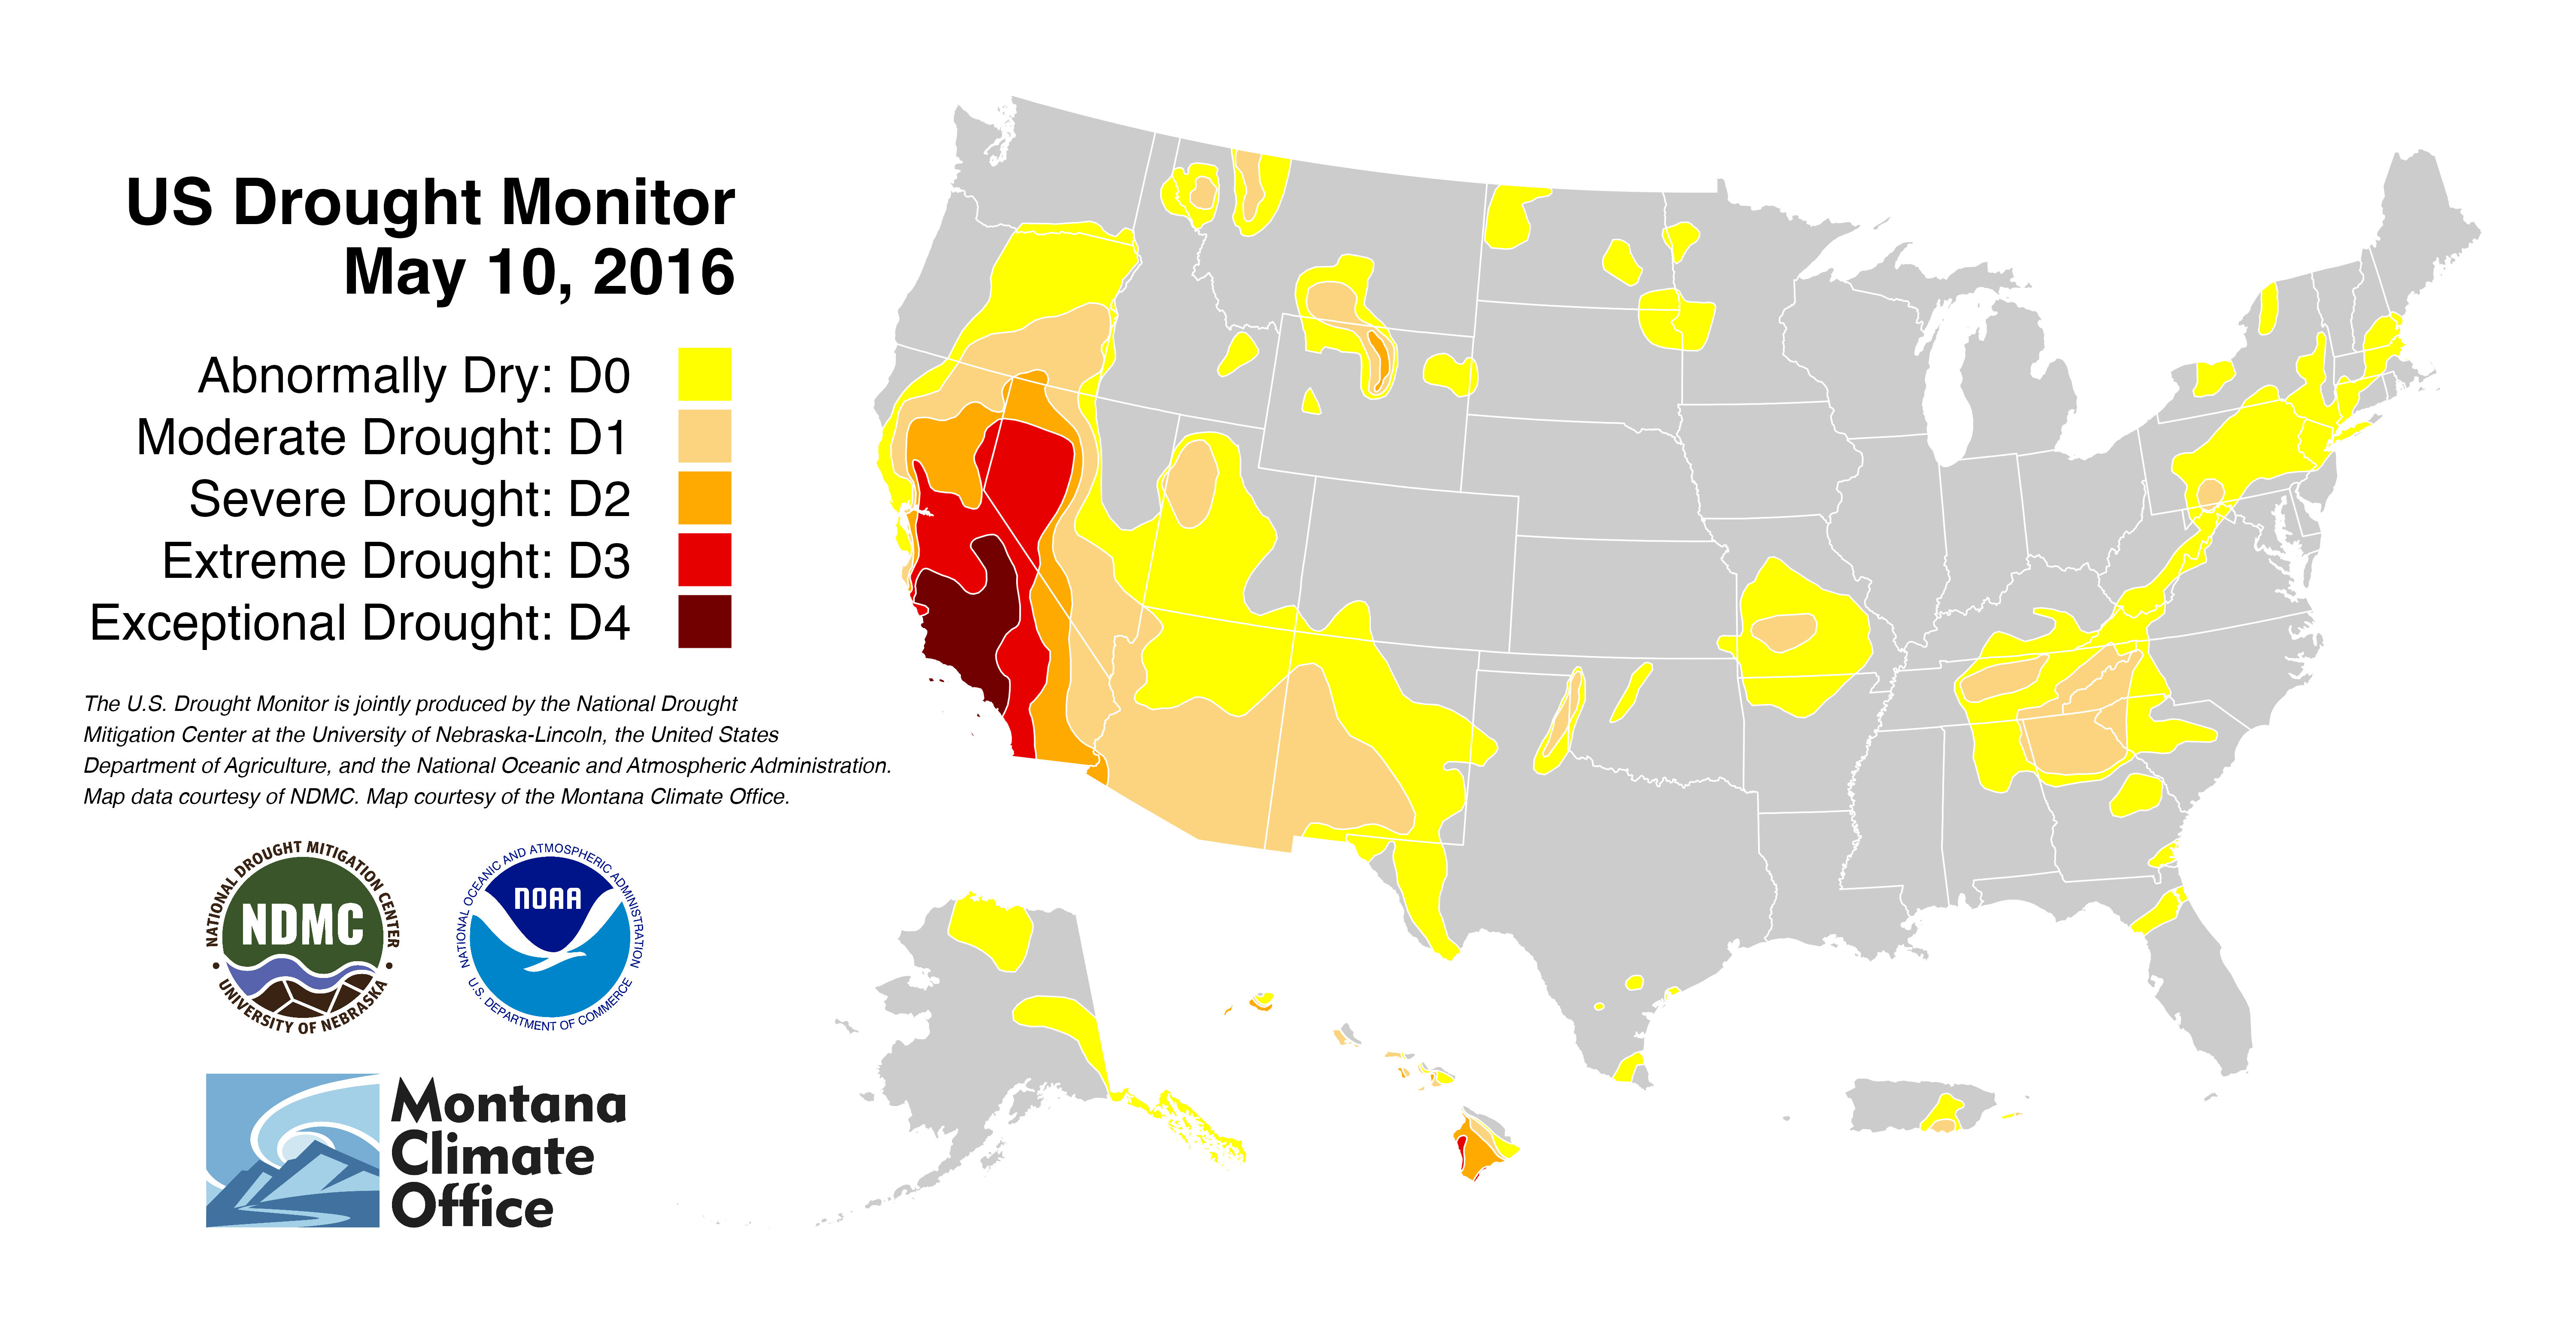 US Drought Monitor
May 10, 2016
Abnormally Dry: D0
Moderate Drought: D1
Severe Drought: D2
Extreme Drought: D3
Exceptional Drought: D4
The U.S. Drought Monitor is jointly produced by the National Drought
Mitigation Center at the University of Nebraska-Lincoln, the United States
Department of Agriculture, and the National Oceanic and Atmospheric Administration.
Map data courtesy of NDMC. Map courtesy of the Montana Climate Office.
NATIONAL DROUGHT MITIGATION CENTER
NDMC
• UNIVERSITY OF NEBRASKA •
NATIONAL OCEANIC AND ATMOSPHERIC ADMINISTRATION
NOAA
U.S. DEPARTMENT OF COMMERCE
Montana
Climate
Office